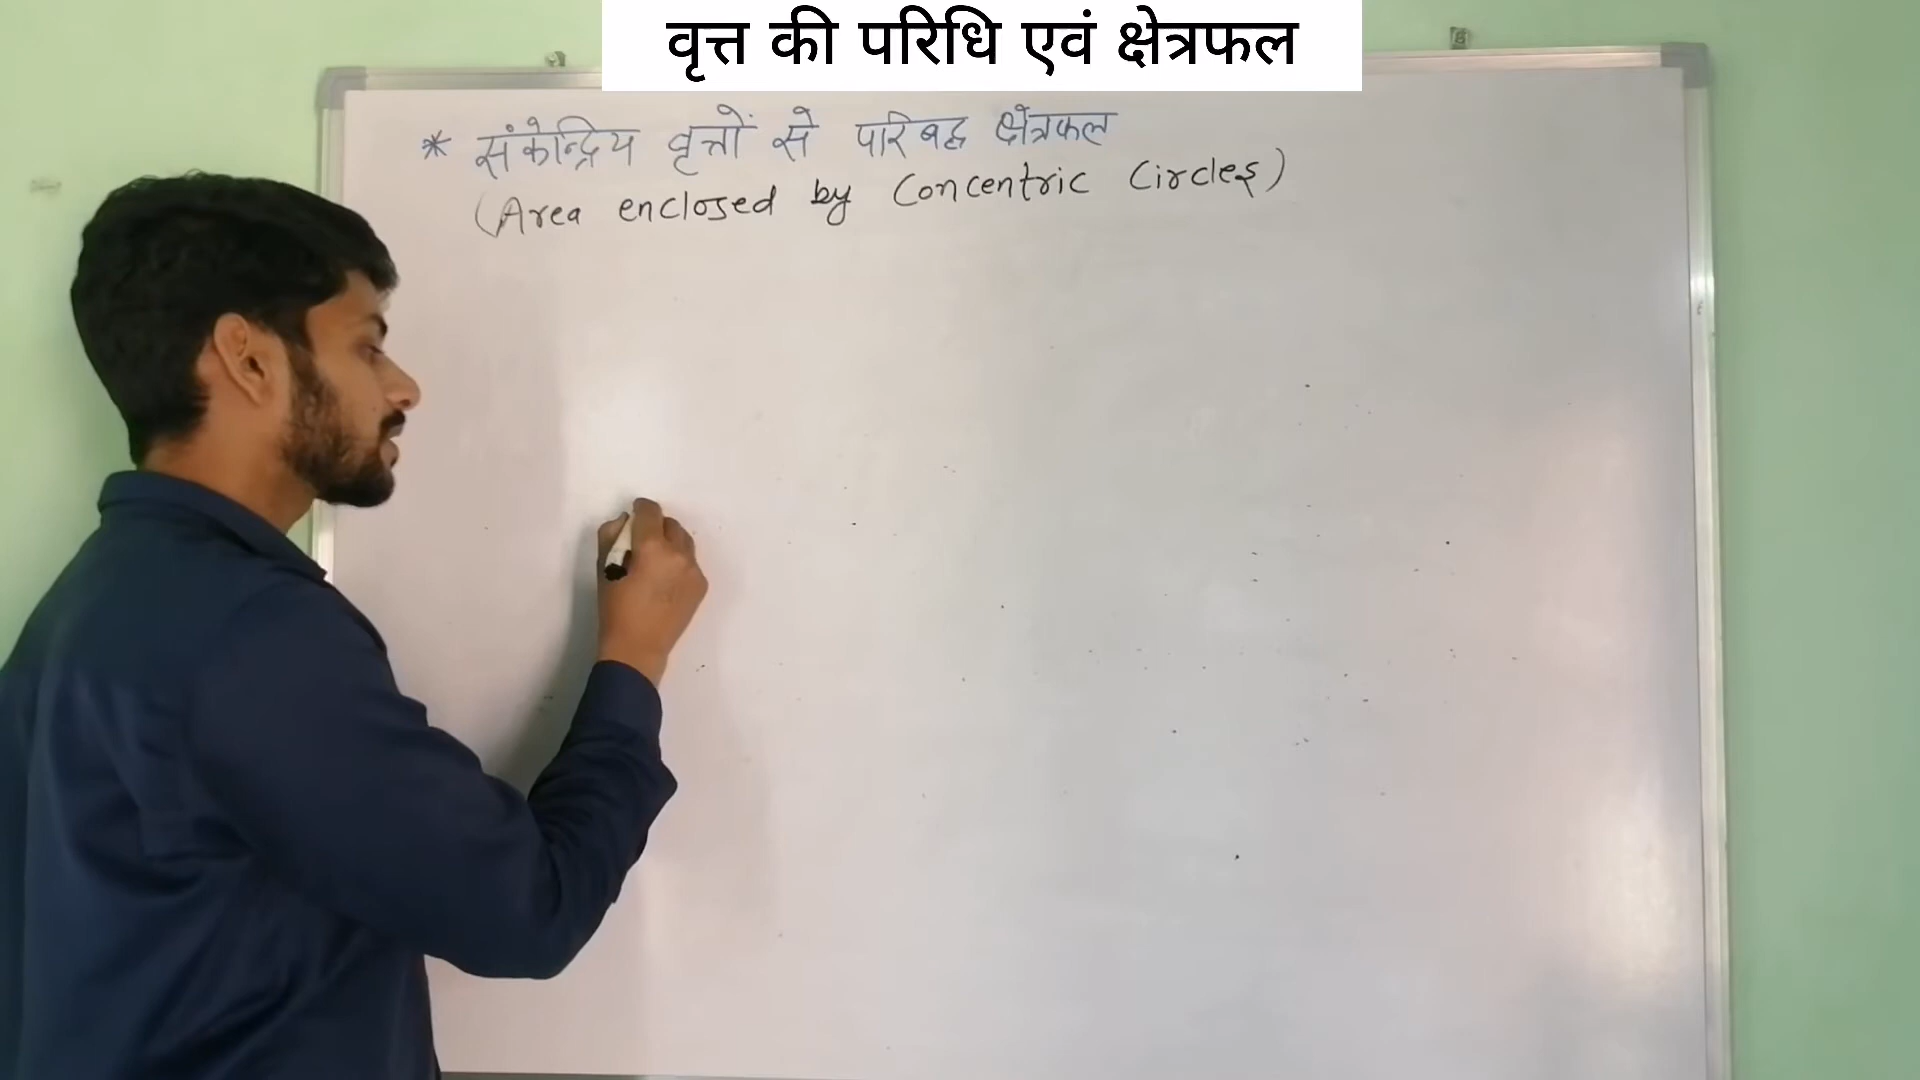 वृत्त की परिधि एवं क्षेत्रफल
* संकेन्द्रिय वृत्तों से परिबद्ध क्षेत्रफल
(Area enclosed by Concentric Circles)